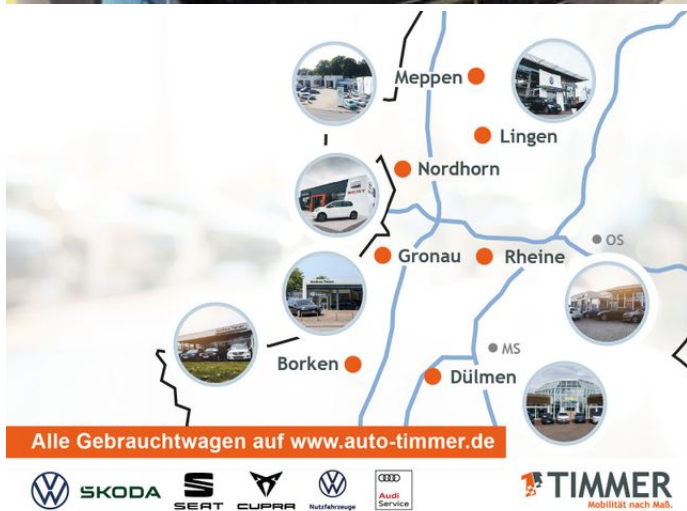 Meppen
Lingen
Nordhorn
OS
Gronau
Rheine
MS
Borken
Dülmen
Alle Gebrauchtwagen auf www.auto-timmer.de
SKODA
SEAT
CUPRA
Nutzfahrzeuge
Audi
Service
TIMMER
Mobilität nach Maß.